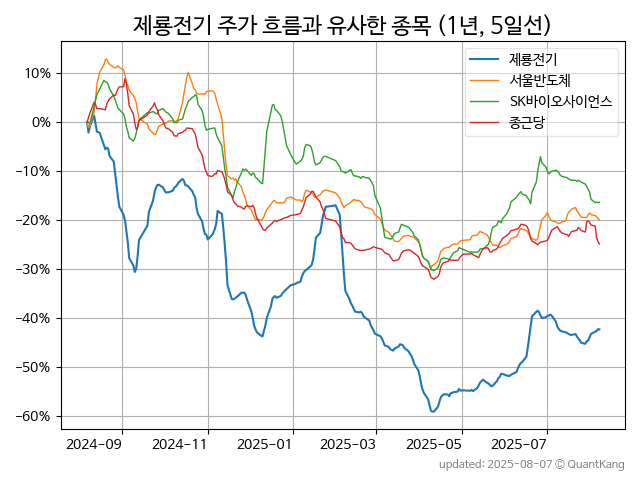 제룡전기 주가 흐름과 유사한 종목 (1년, 5일선)
제룡전기
서울반도체
SK바이오사이언스
종근당
10%
0%
−10%
−20%
−30%
−40%
−50%
−60%
2024-09
2024-11
2025-01
2025-03
2025-05
2025-07
updated: 2025-08-07 © QuantKang